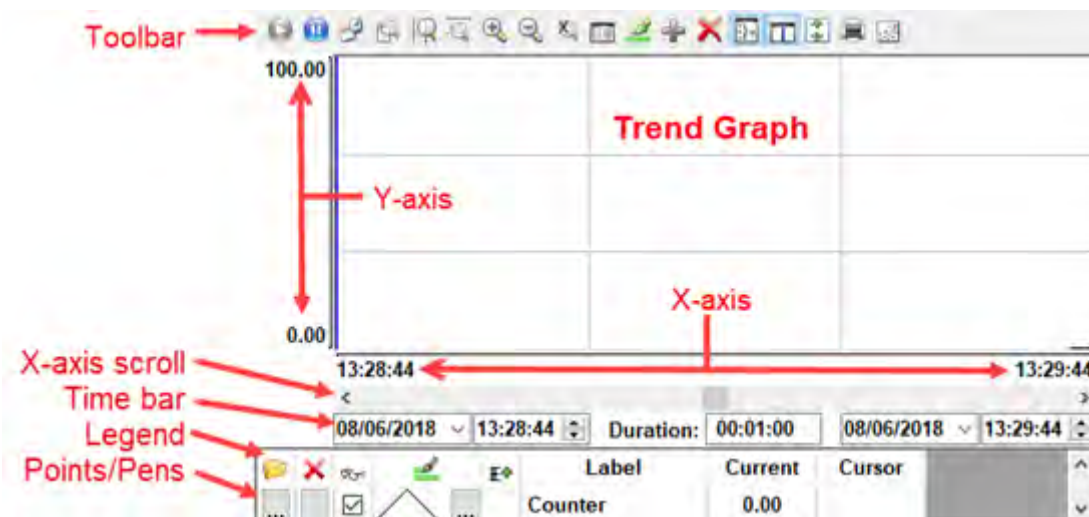 Toolbar
100.00
Trend Graph
Y-axis
X-axis
0.00
X-axis scroll
13:28:44 13:29:44
Time bar
08/06/2018 13:28:44 Duration: 00:01:00 08/06/2018 13:29:44
Legend
Label Current Cursor
Points/Pens
... ... Counter 0.00